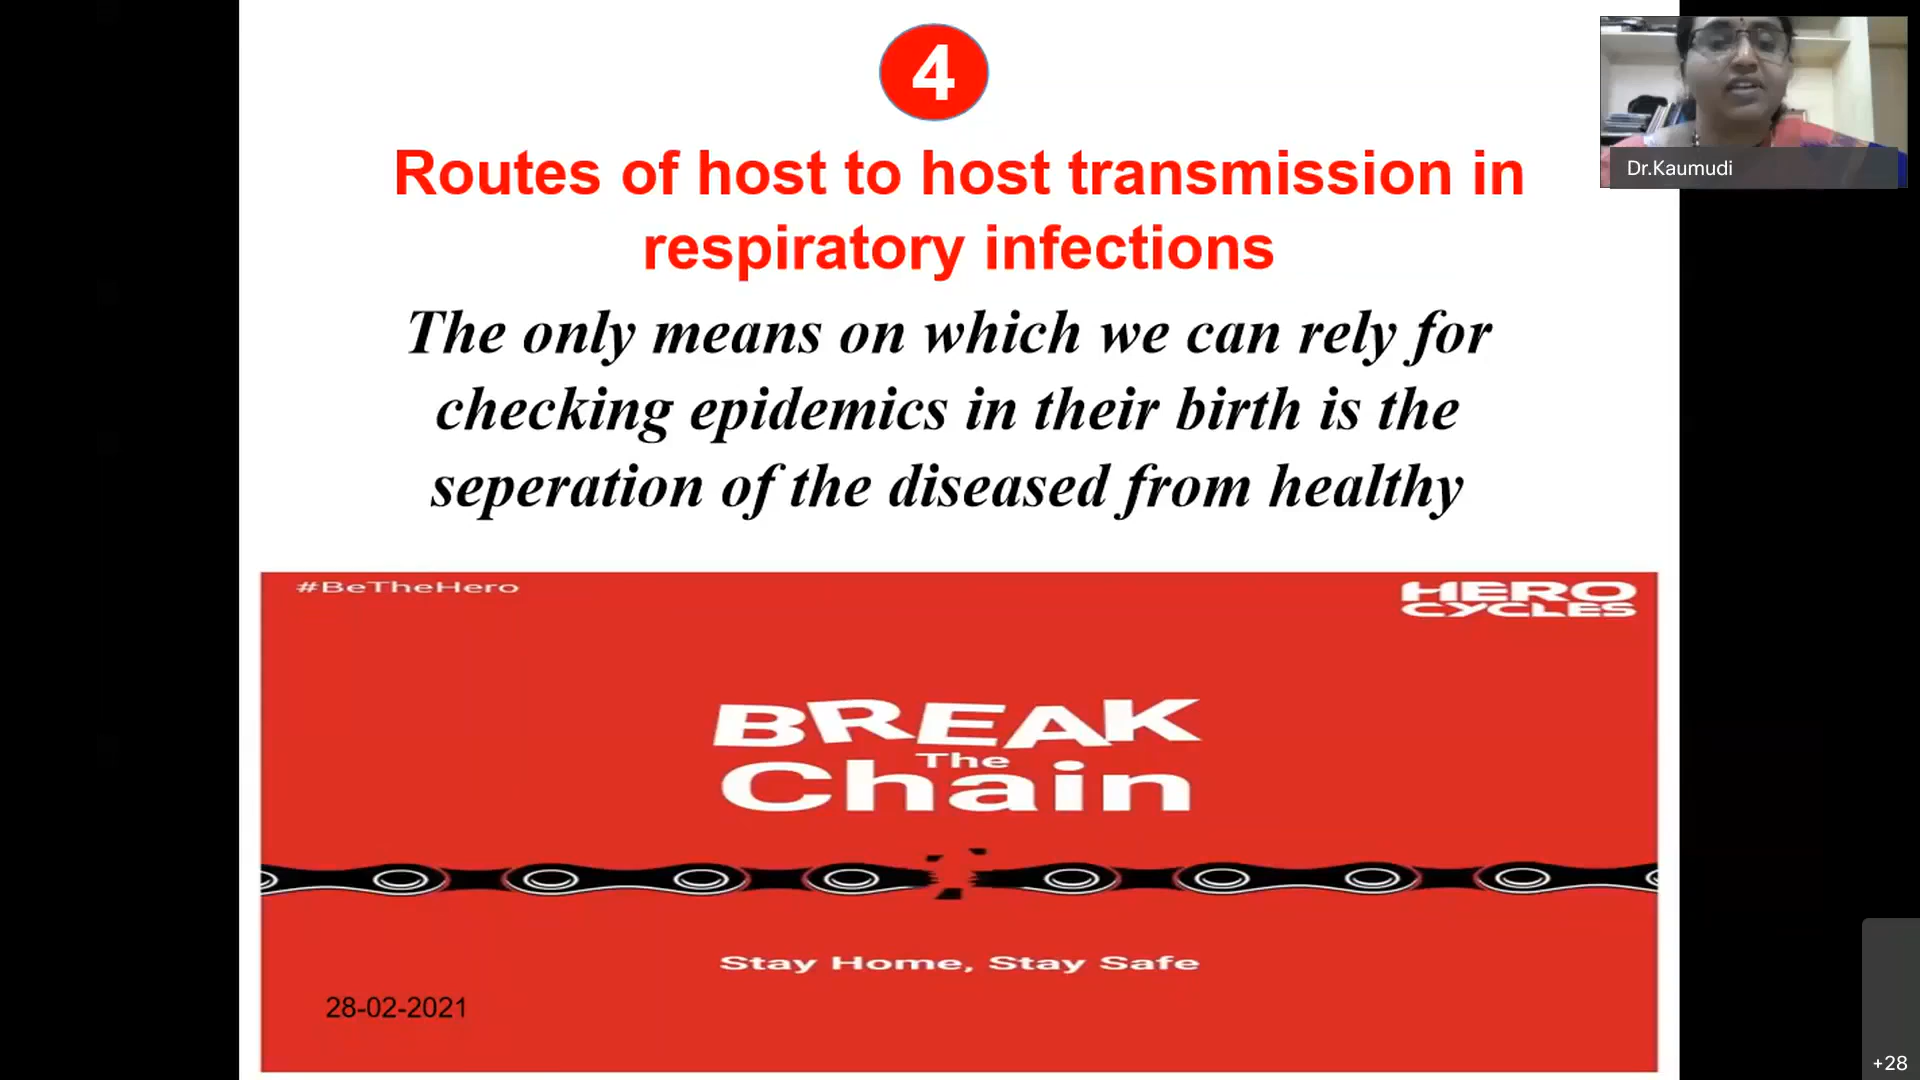 4
Routes of host to host transmission in
respiratory infections
The only means on which we can rely for
checking epidemics in their birth is the
seperation of the diseased from healthy
#BeTheHero
HERO
CYCLES
BREAK
The
Chain
Stay Home, Stay Safe
28-02-2021
Dr.Kaumudi
+28